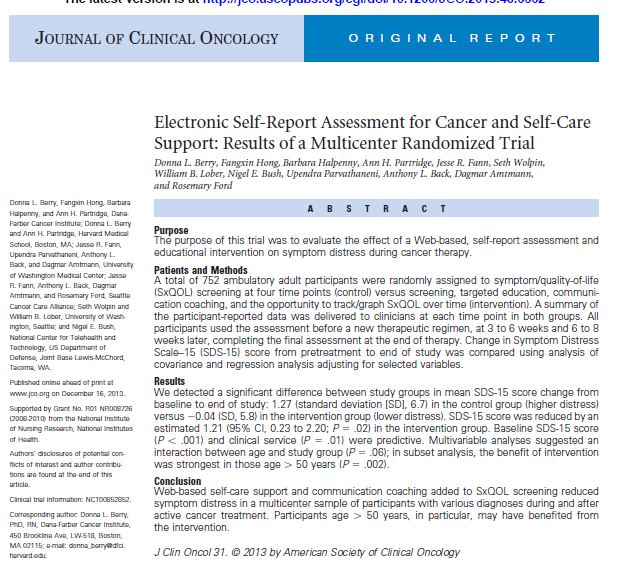 The latest version is at http://jco.ascopubs.org/cgi/doi/10.1200/JCO.2013.48.6662
JOURNAL OF CLINICAL ONCOLOGY
ORIGINAL REPORT
Electronic Self-Report Assessment for Cancer and Self-Care
Support: Results of a Multicenter Randomized Trial
Donna L. Berry, Fangxin Hong, Barbara Halpenny, Ann H. Partridge, Jesse R. Fann, Seth Wolpin,
William B. Lober, Nigel E. Bush, Upendra Parvathaneni, Anthony L. Back, Dagmar Amtmann,
and Rosemary Ford
Donna L. Berry, Fangxin Hong, Barbara
Halpenny, and Ann H. Partridge, Dana-
Farber Cancer Institute; Donna L. Berry
and Ann H. Partridge, Harvard Medical
School, Boston, MA; Jesse R. Fann,
Upendra Parvathaneni, Anthony L.
Back, and Dagmar Amtmann, University
of Washington Medical Center; Jesse
R. Fann, Anthony L. Back, Dagmar
Amtmann, and Rosemary Ford, Seattle
Cancer Care Alliance; Seth Wolpin and
William B. Lober, University of Wash-
ington, Seattle; and Nigel E. Bush,
National Center for Telehealth and
Technology, US Department of
Defense, Joint Base Lewis-McChord,
Tacoma, WA.
Published online ahead of print at
www.jco.org on December 16, 2013.
Supported by Grant No. R01 NR008726
(2008-2010) from the National Institute
of Nursing Research, National Institutes
of Health.
Authors' disclosures of potential con-
flicts of interest and author contribu-
tions are found at the end of this
article.
Clinical trial information: NCT00852852.
Corresponding author: Donna L. Berry,
PhD, RN, Dana-Farber Cancer Institute,
450 Brookline Ave, LW-518, Boston,
MA 02115; e-mail: donna_berry@dfci.
harvard.edu.
ABSTRACT
Purpose
The purpose of this trial was to evaluate the effect of a Web-based, self-report assessment and
educational intervention on symptom distress during cancer therapy.
Patients and Methods
A total of 752 ambulatory adult participants were randomly assigned to symptom/quality-of-life
(SxQOL) screening at four time points (control) versus screening, targeted education, communi-
cation coaching, and the opportunity to track/graph SxQOL over time (intervention). A summary of
the participant-reported data was delivered to clinicians at each time point in both groups. All
participants used the assessment before a new therapeutic regimen, at 3 to 6 weeks and 6 to 8
weeks later, completing the final assessment at the end of therapy. Change in Symptom Distress
Scale–15 (SDS-15) score from pretreatment to end of study was compared using analysis of
covariance and regression analysis adjusting for selected variables.
Results
We detected a significant difference between study groups in mean SDS-15 score change from
baseline to end of study: 1.27 (standard deviation [SD], 6.7) in the control group (higher distress)
versus −0.04 (SD, 5.8) in the intervention group (lower distress). SDS-15 score was reduced by an
estimated 1.21 (95% CI, 0.23 to 2.20; P = .02) in the intervention group. Baseline SDS-15 score
(P < .001) and clinical service (P = .01) were predictive. Multivariable analyses suggested an
interaction between age and study group (P = .06); in subset analysis, the benefit of intervention
was strongest in those age > 50 years (P = .002).
Conclusion
Web-based self-care support and communication coaching added to SxQOL screening reduced
symptom distress in a multicenter sample of participants with various diagnoses during and after
active cancer treatment. Participants age > 50 years, in particular, may have benefited from
the intervention.
J Clin Oncol 31. © 2013 by American Society of Clinical Oncology